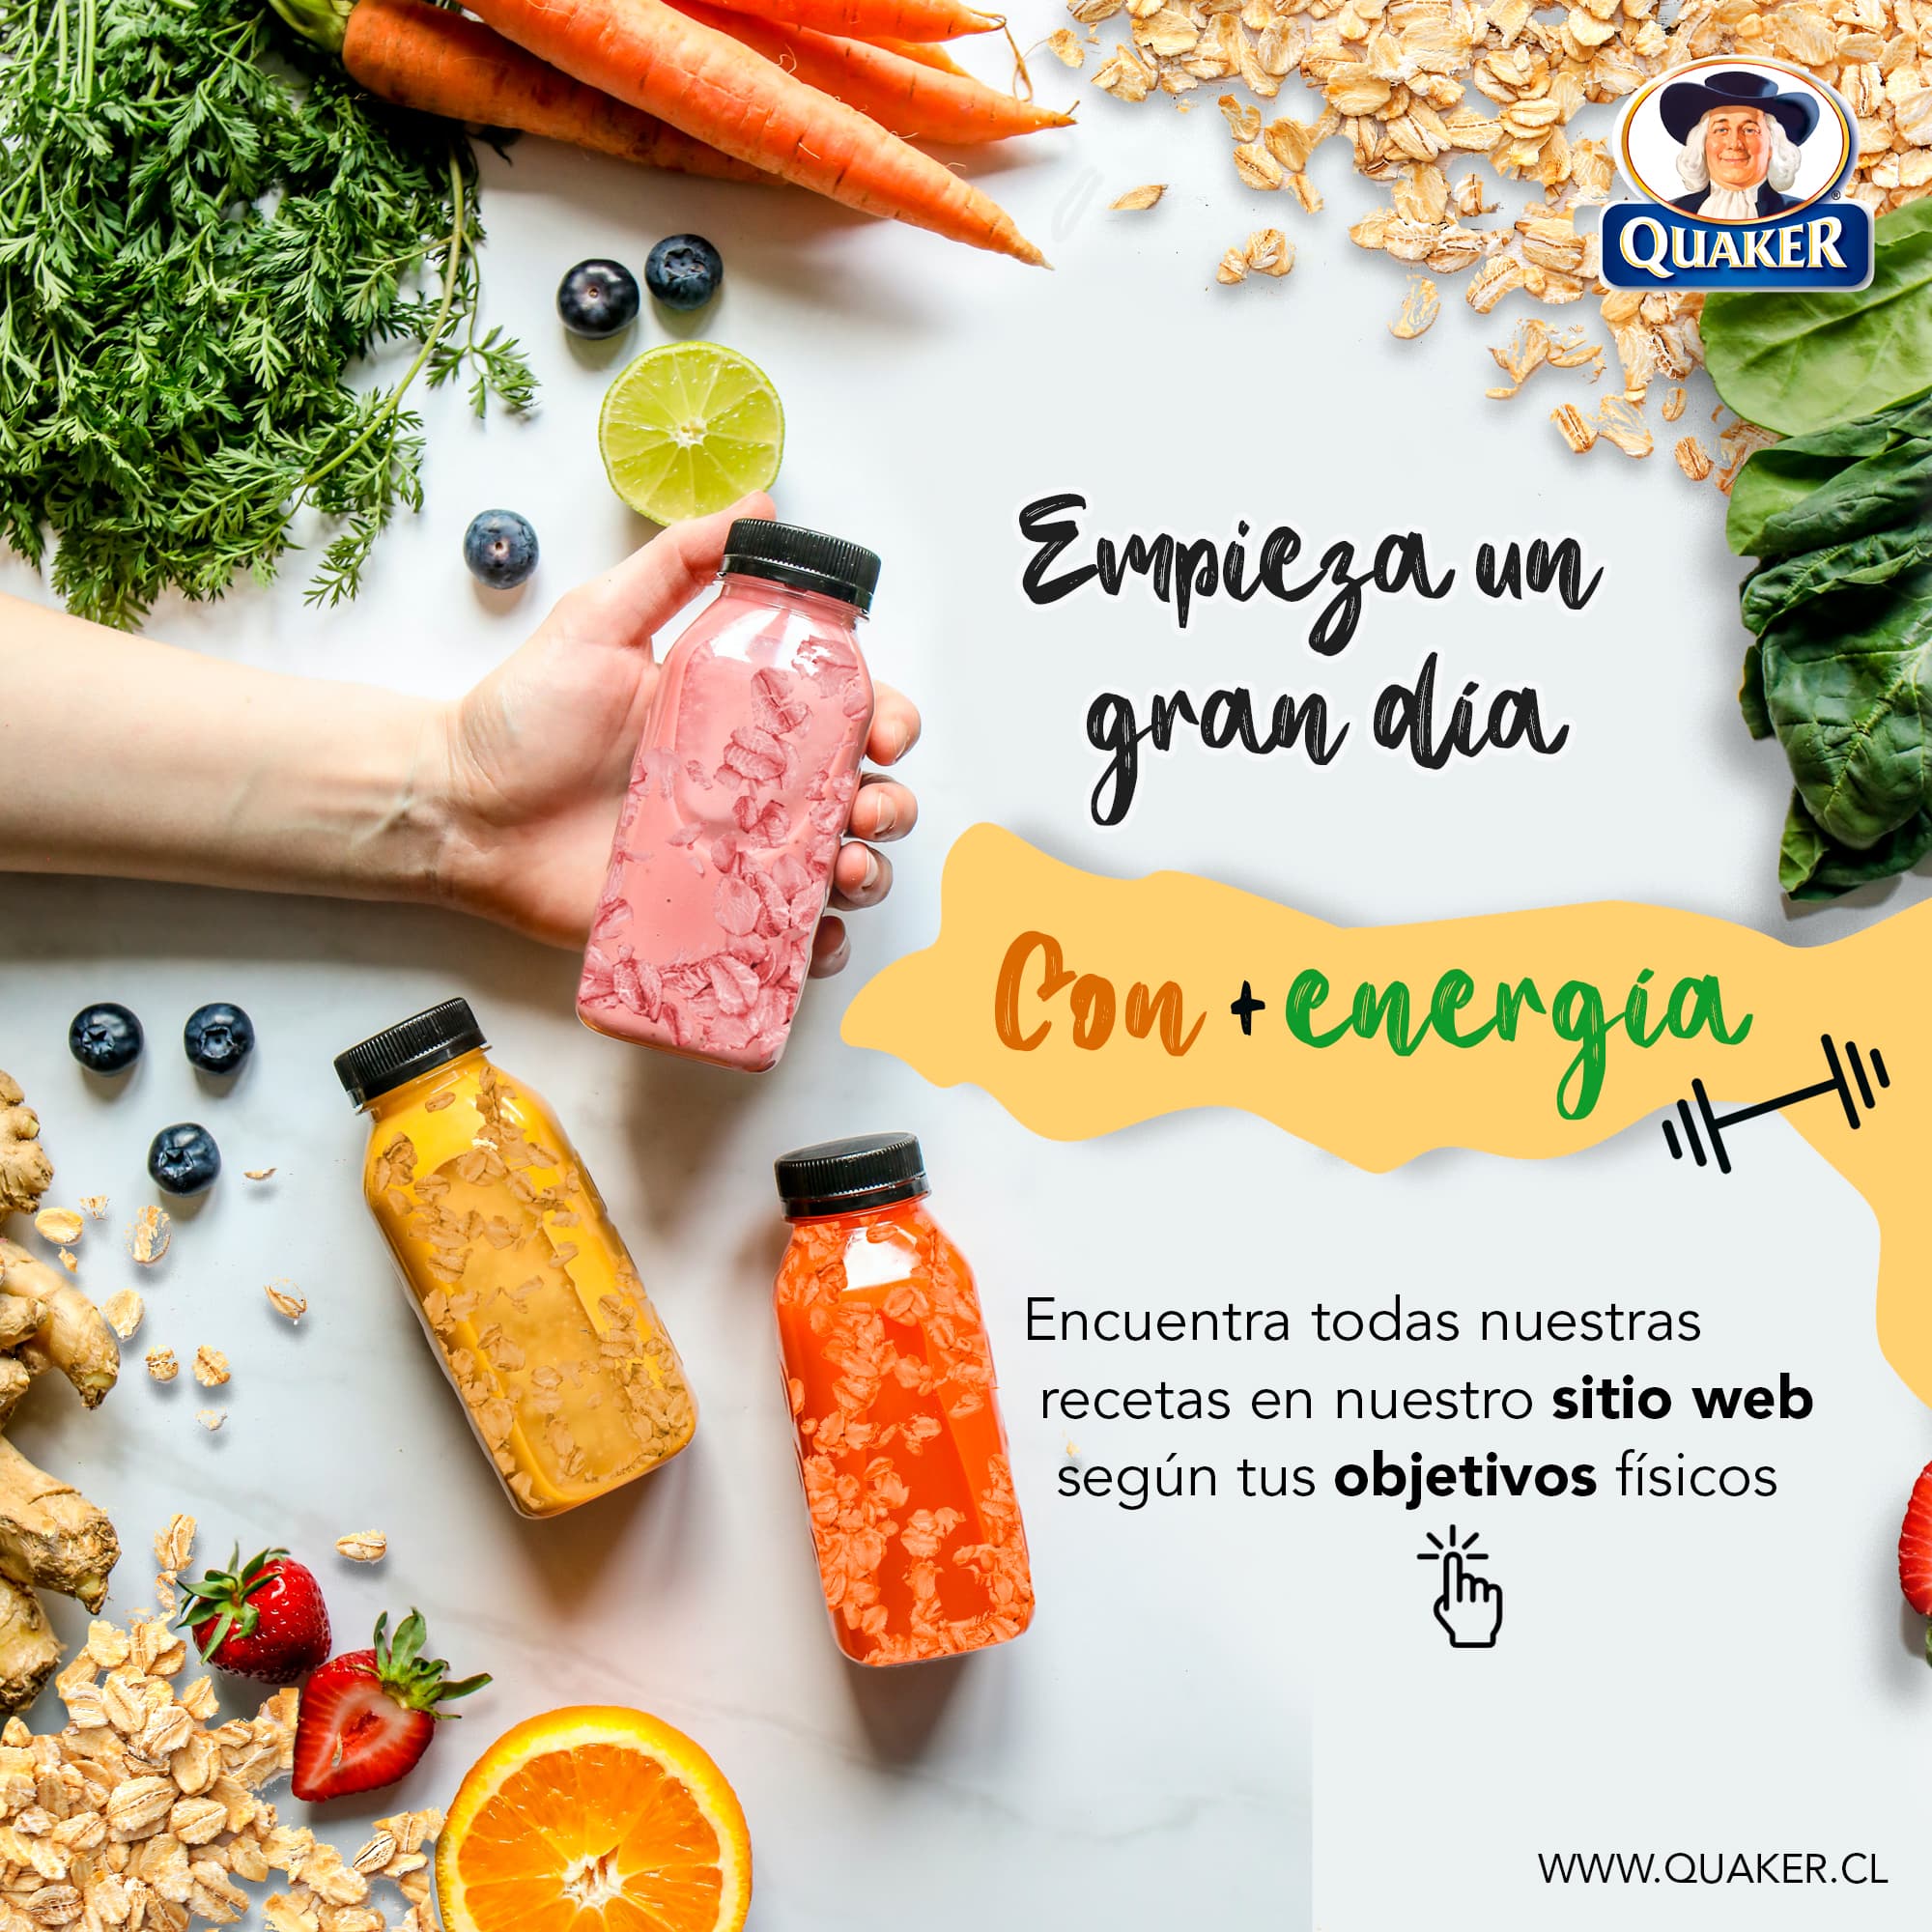 QUAKER
Empieza un
gran día
Con + energía
Encuentra todas nuestras
recetas en nuestro sitio web
según tus objetivos físicos
WWW.QUAKER.CL